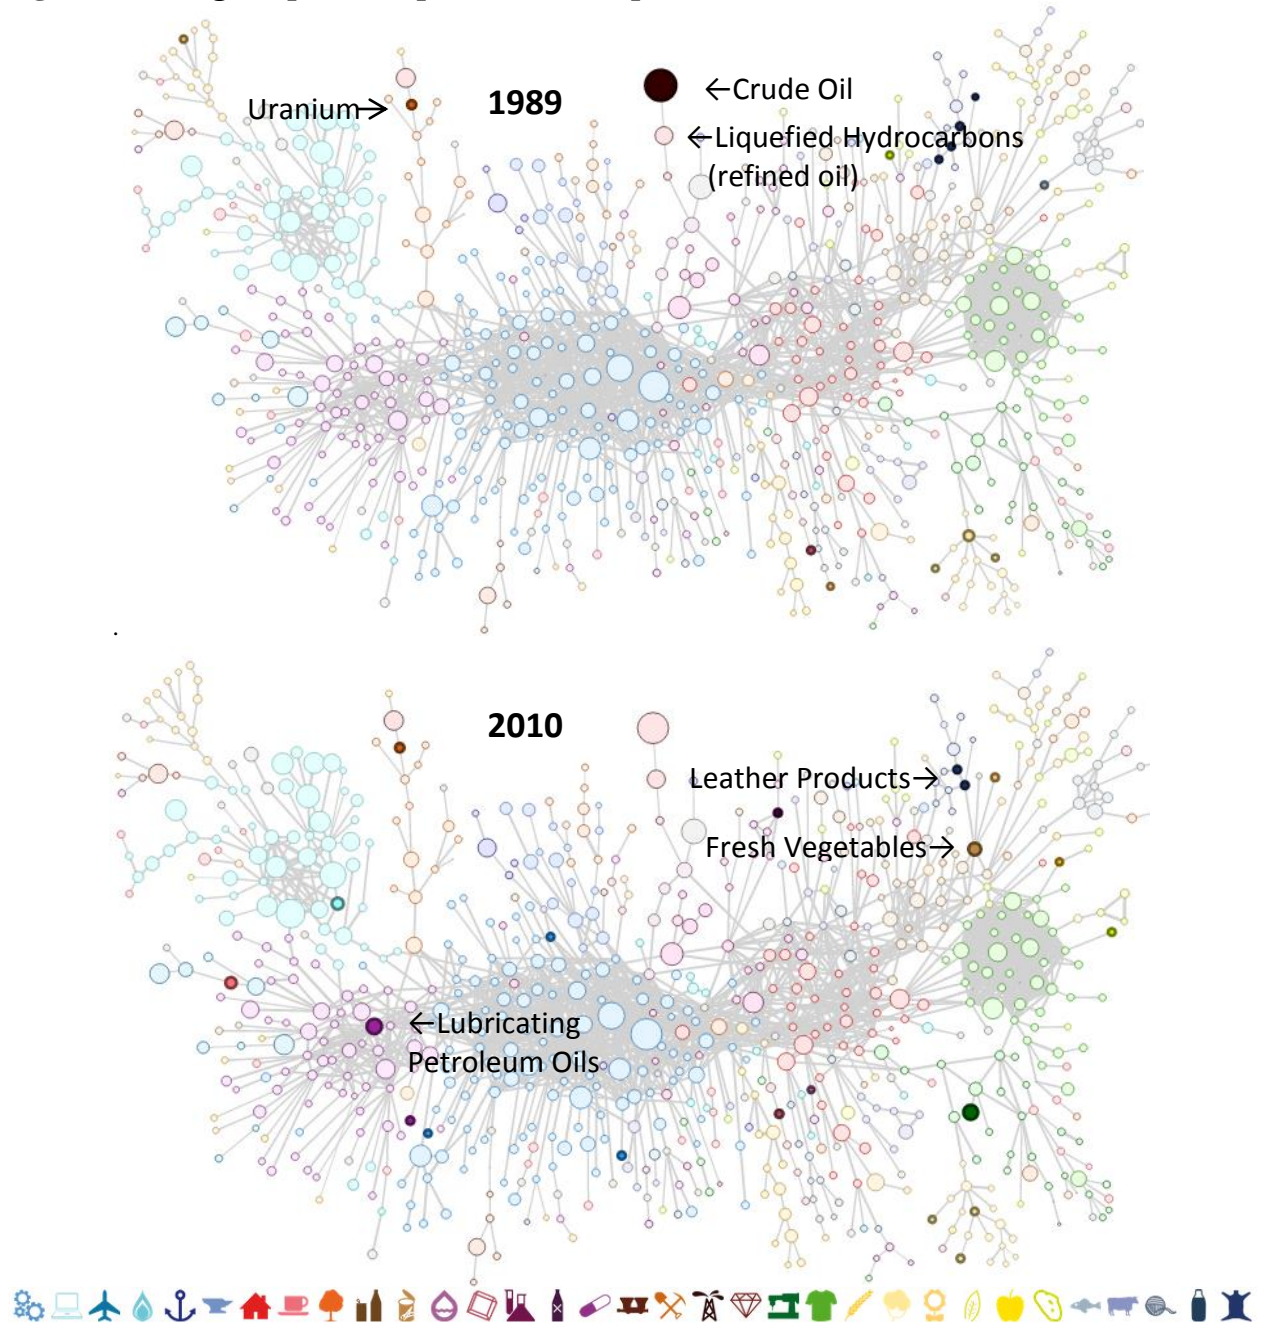 Uranium→
1989
←Crude Oil
←Liquefied Hydrocarbons
(refined oil)
.
2010
Leather Products→
Fresh Vegetables→
←Lubricating
Petroleum Oils